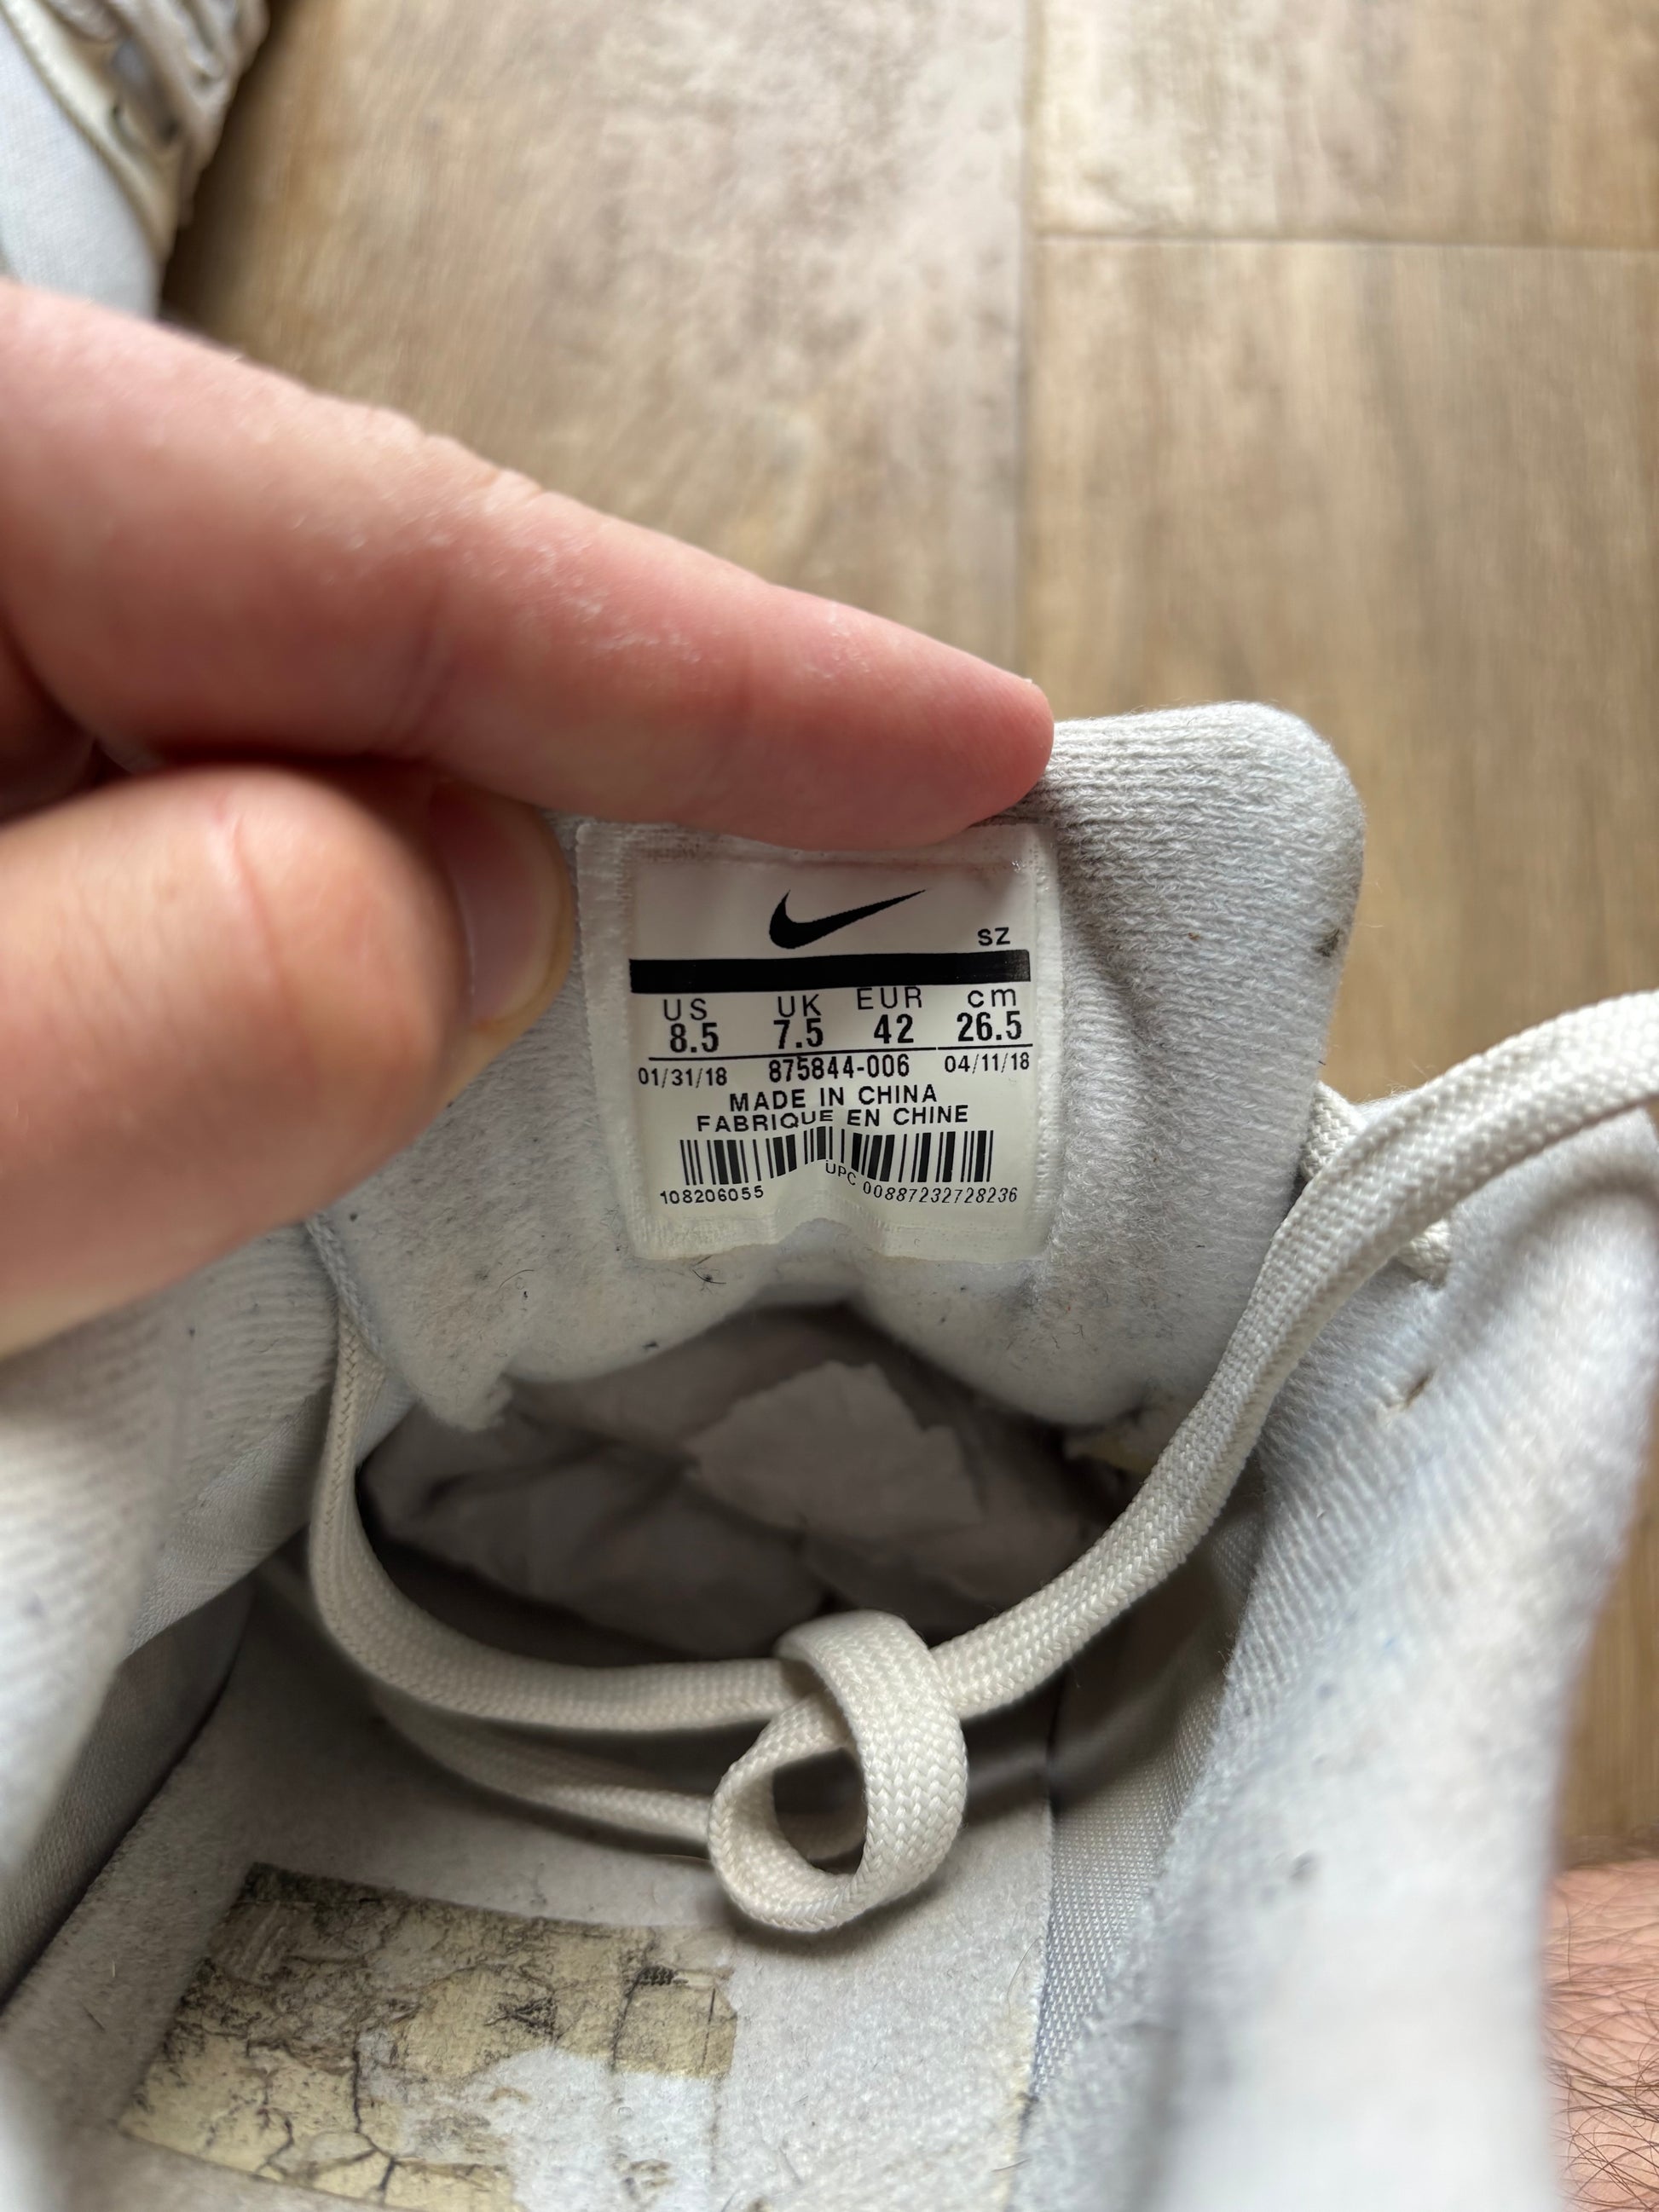 SZ
US UK EUR cm
8.5 7.5 42 26.5
01/31/18 875844-006 04/11/18
MADE IN CHINA
FABRIQUE EN CHINE
108206055 UPC 00887232728236